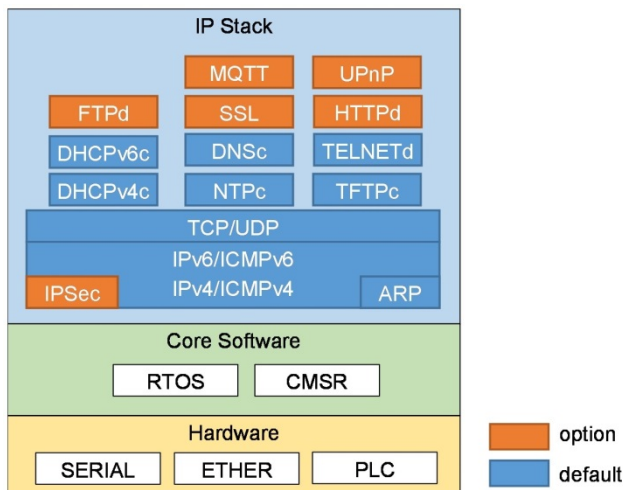 IP Stack
MQTT UPnP
FTPd SSL HTTPd
DHCPv6c DNSc TELNETd
DHCPv4c NTPc TFTPc
TCP/UDP
IPv6/ICMPv6
IPSec IPv4/ICMPv4 ARP
Core Software
RTOS CMSR
Hardware
SERIAL ETHER PLC
option
default